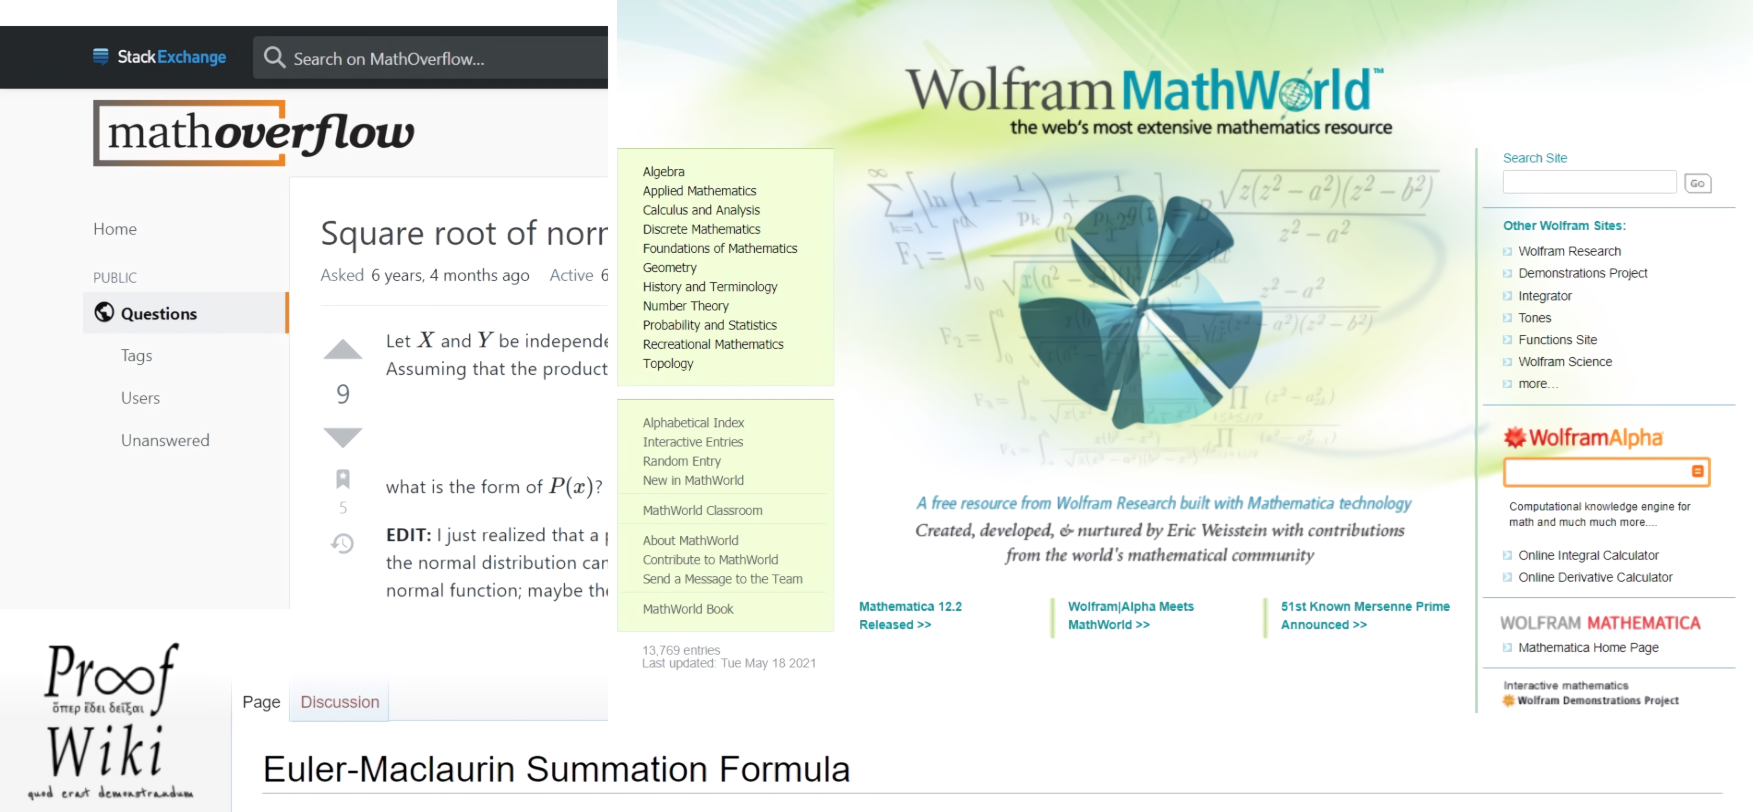 StackExchange
Search on MathOverflow...
mathoverflow
Home
PUBLIC
Questions
Tags
Users
Unanswered
Square root of norr
Asked 6 years, 4 months ago Active 6
9
5
Let X and Y be independe
Assuming that the product
what is the form of P(x)?
EDIT: I just realized that a p
the normal distribution can
normal function; maybe the
Wolfram MathWorld™
the web's most extensive mathematics resource
Algebra
Applied Mathematics
Calculus and Analysis
Discrete Mathematics
Foundations of Mathematics
Geometry
History and Terminology
Number Theory
Probability and Statistics
Recreational Mathematics
Topology
Alphabetical Index
Interactive Entries
Random Entry
New in MathWorld
MathWorld Classroom
About MathWorld
Contribute to MathWorld
Send a Message to the Team
MathWorld Book
13,769 entries
Last updated: Tue May 18 2021
A free resource from Wolfram Research built with Mathematica technology
Created, developed, & nurtured by Eric Weisstein with contributions
from the world's mathematical community
Mathematica 12.2
Released >>
Wolfram|Alpha Meets
MathWorld >>
51st Known Mersenne Prime
Announced >>
Search Site
Go
Other Wolfram Sites:
Wolfram Research
Demonstrations Project
Integrator
Tones
Functions Site
Wolfram Science
more...
WolframAlpha
Computational knowledge engine for
math and much much more....
Online Integral Calculator
Online Derivative Calculator
WOLFRAM MATHEMATICA
Mathematica Home Page
Interactive mathematics
Wolfram Demonstrations Project
Proof
ὅπερ ἔδει δεῖξαι
Wiki
quod erat demonstrandum
Page Discussion
Euler-Maclaurin Summation Formula